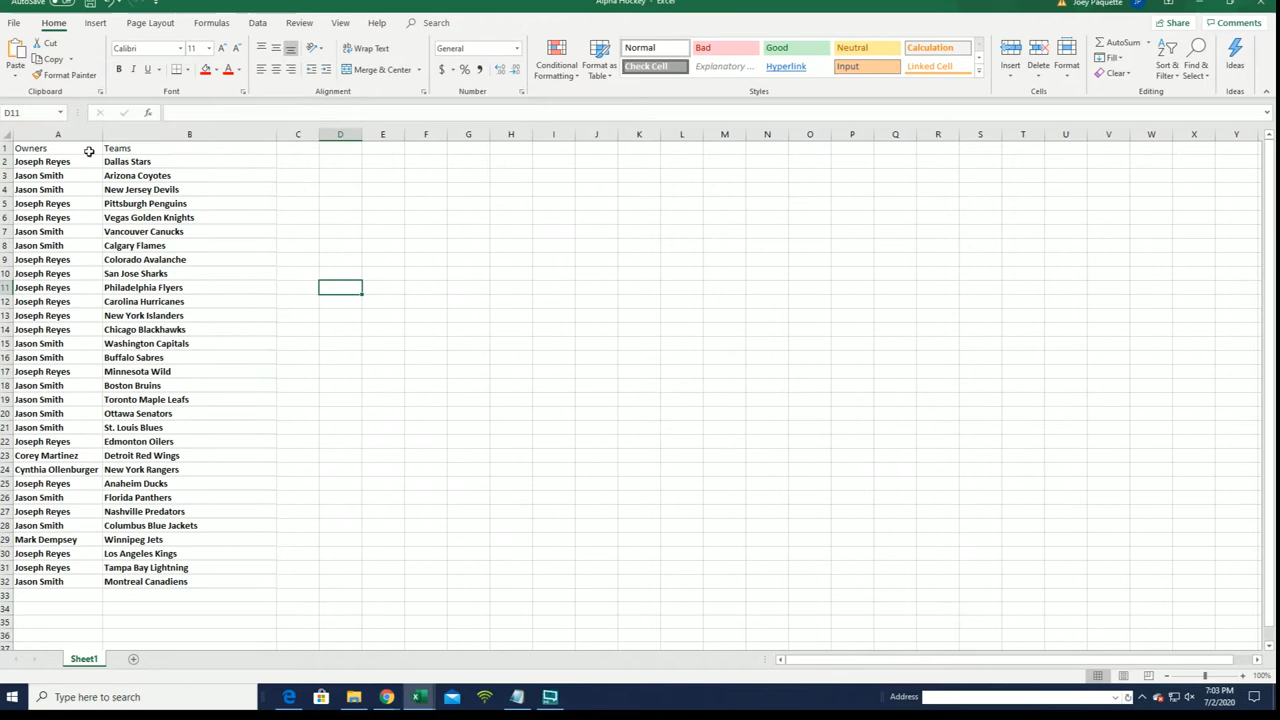 AutoSave Off Alpha Hockey - Excel Joey Paquette JP
File Home Insert Page Layout Formulas Data Review View Help Search Share Comments
Paste Cut Copy Format Painter Clipboard
Calibri 11 A A B I U A Font
Wrap Text Merge & Center Alignment
General $ % , Number
Conditional Formatting Format as Table
Normal Bad Good Neutral Calculation
Check Cell Explanatory ... Hyperlink Input Linked Cell
Styles
Insert Delete Format Cells
AutoSum Fill Clear Sort & Filter Find & Select Editing
Ideas Ideas
D11 fx
A B C D E F G H I J K L M N O P Q R S T U V W X Y
1 Owners Teams
2 Joseph Reyes Dallas Stars
3 Jason Smith Arizona Coyotes
4 Jason Smith New Jersey Devils
5 Joseph Reyes Pittsburgh Penguins
6 Joseph Reyes Vegas Golden Knights
7 Jason Smith Vancouver Canucks
8 Jason Smith Calgary Flames
9 Joseph Reyes Colorado Avalanche
10 Joseph Reyes San Jose Sharks
11 Joseph Reyes Philadelphia Flyers
12 Joseph Reyes Carolina Hurricanes
13 Joseph Reyes New York Islanders
14 Joseph Reyes Chicago Blackhawks
15 Jason Smith Washington Capitals
16 Jason Smith Buffalo Sabres
17 Joseph Reyes Minnesota Wild
18 Jason Smith Boston Bruins
19 Jason Smith Toronto Maple Leafs
20 Jason Smith Ottawa Senators
21 Jason Smith St. Louis Blues
22 Joseph Reyes Edmonton Oilers
23 Corey Martinez Detroit Red Wings
24 Cynthia Ollenburger New York Rangers
25 Joseph Reyes Anaheim Ducks
26 Jason Smith Florida Panthers
27 Joseph Reyes Nashville Predators
28 Jason Smith Columbus Blue Jackets
29 Mark Dempsey Winnipeg Jets
30 Joseph Reyes Los Angeles Kings
31 Joseph Reyes Tampa Bay Lightning
32 Jason Smith Montreal Canadiens
33
34
35
36
37
Sheet1
100%
Type here to search Address 7:03 PM
7/2/2020